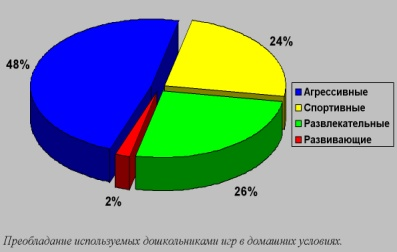 48%
24%
Агрессивные
Спортивные
Развлекательные
Развивающие
2%
26%
Преобладание используемых дошкольниками игр в домашних условиях.